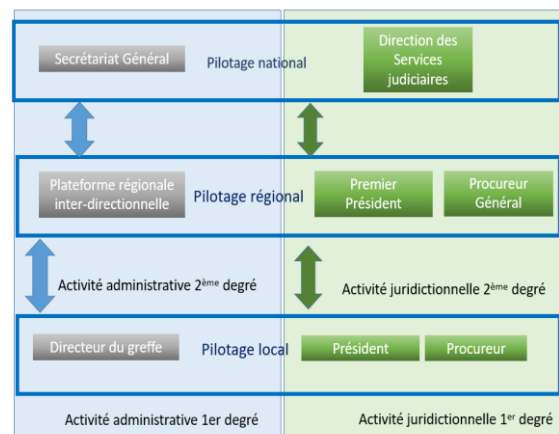 Secrétariat Général
Pilotage national
Direction des
Services
judiciaires
Plateforme régionale
inter-directionnelle
Pilotage régional
Premier
Président
Procureur
Général
Activité administrative 2ème degré
Activité juridictionnelle 2ème degré
Directeur du greffe
Pilotage local
Président
Procureur
Activité administrative 1er degré
Activité juridictionnelle 1er degré